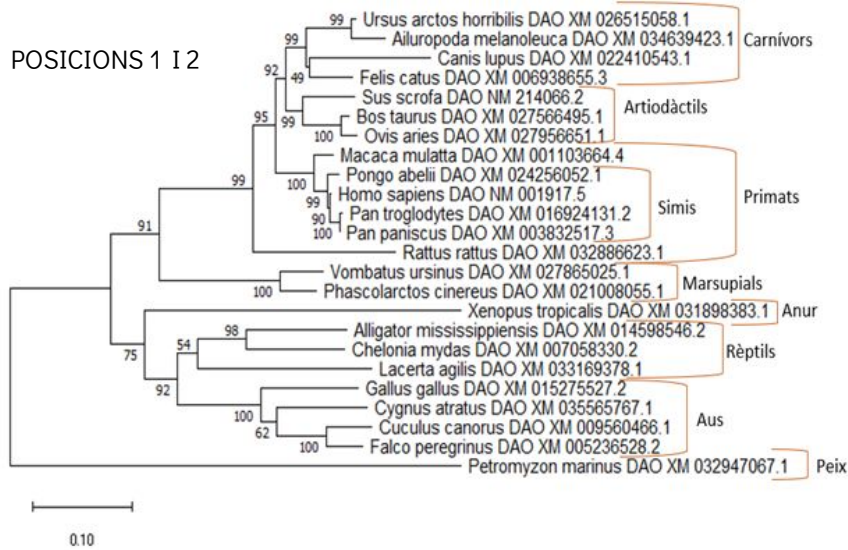 POSICIONS 1 I 2
99
Ursus arctos horribilis DAO XM 026515058.1
Ailuropoda melanoleuca DAO XM 034639423.1
Carnívors
99
Canis lupus DAO XM 022410543.1
49
Felis catus DAO XM 006938655.3
92
Sus scrofa DAO NM 214066.2
Artiodàctils
99
Bos taurus DAO XM 027566495.1
100
Ovis aries DAO XM 027956651.1
95
Macaca mulatta DAO XM 001103664.4
100
Pongo abelii DAO XM 024256052.1
99
Homo sapiens DAO NM 001917.5
Simis
Primats
90
Pan troglodytes DAO XM 016924131.2
100
Pan paniscus DAO XM 003832517.3
99
Rattus rattus DAO XM 032886623.1
91
Vombatus ursinus DAO XM 027865025.1
Marsupials
100
Phascolarctos cinereus DAO XM 021008055.1
Xenopus tropicalis DAO XM 031898383.1
Anur
75
98
Alligator mississippiensis DAO XM 014598546.2
54
Chelonia mydas DAO XM 007058330.2
Rèptils
Lacerta agilis DAO XM 033169378.1
92
Gallus gallus DAO XM 015275527.2
100
Cygnus atratus DAO XM 035565767.1
Aus
62
Cuculus canorus DAO XM 009560466.1
100
Falco peregrinus DAO XM 005236528.2
Petromyzon marinus DAO XM 032947067.1
Peix
0.10